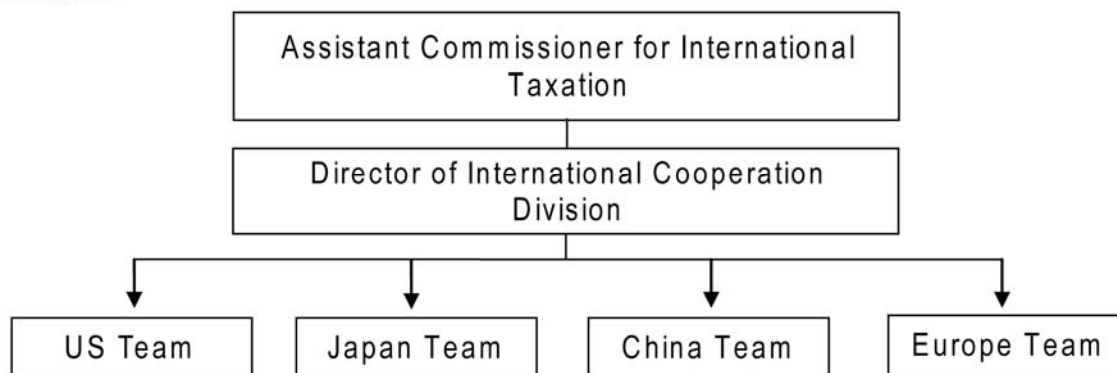 Assistant Commissioner for International
Taxation
Director of International Cooperation
Division
US Team
Japan Team
China Team
Europe Team